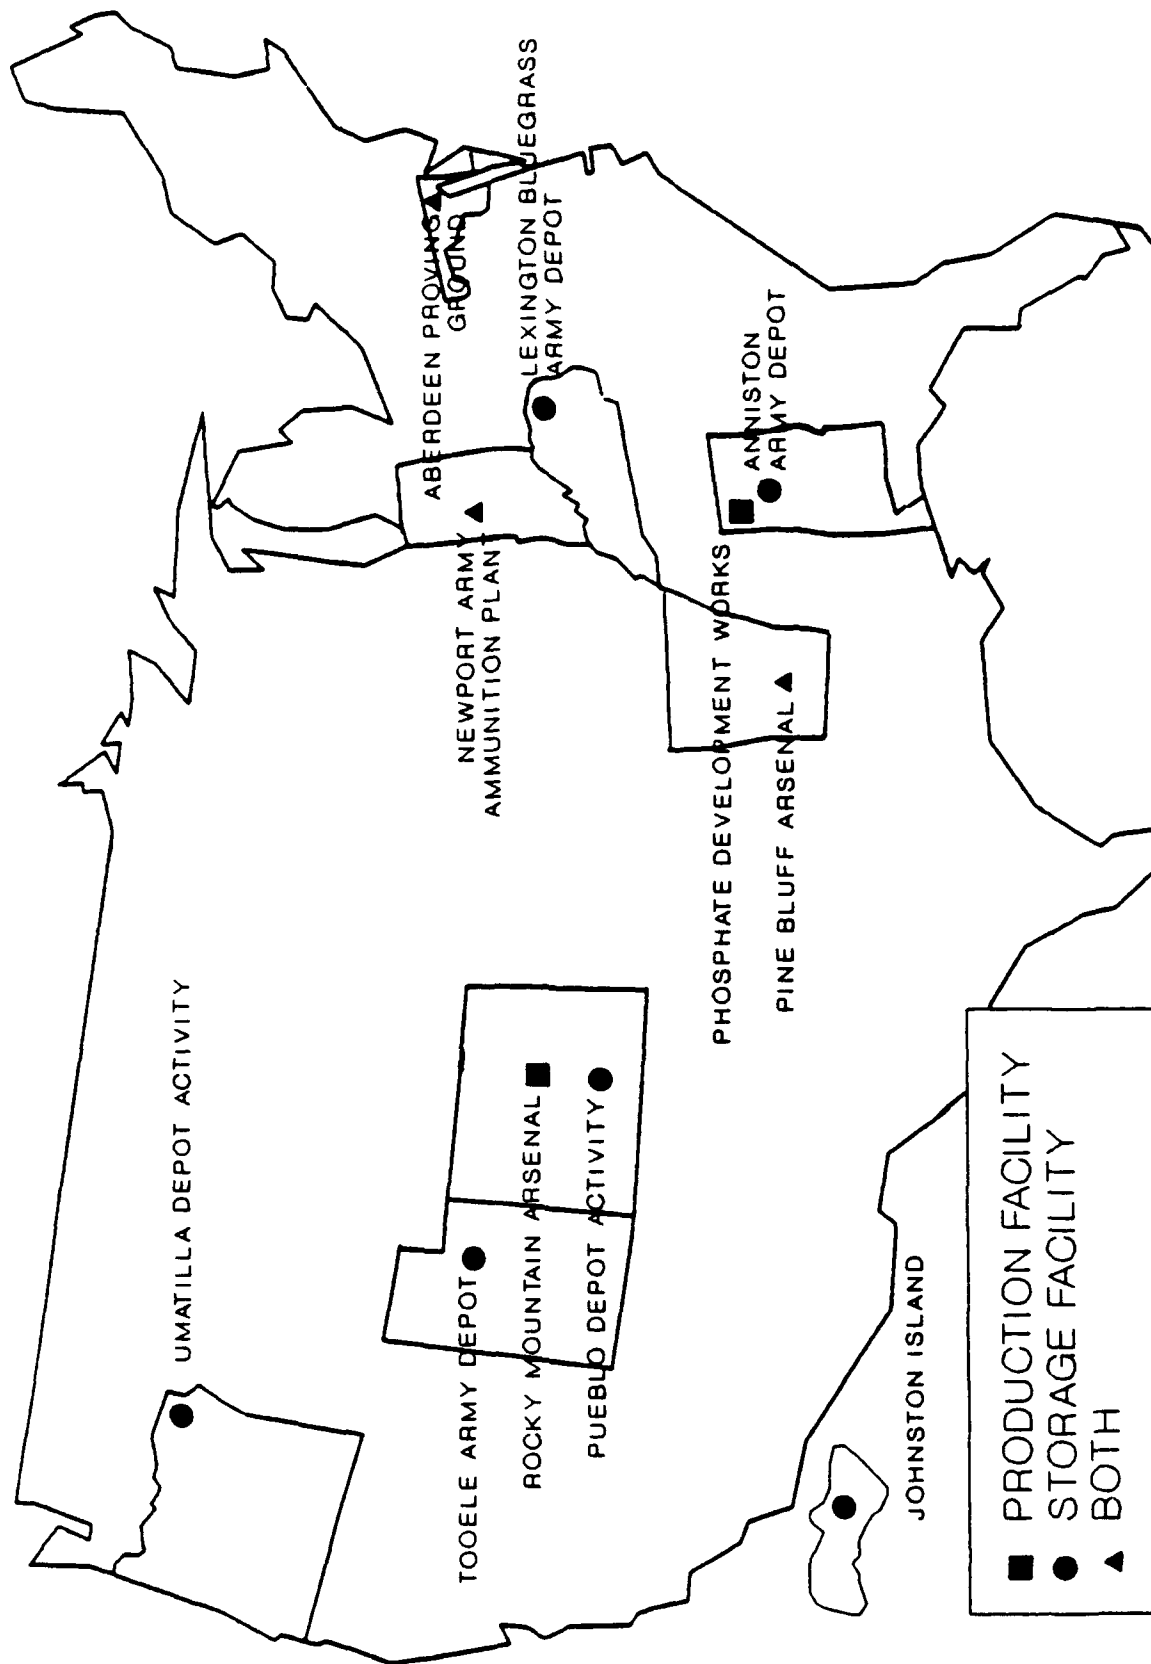 UMATILLA DEPOT ACTIVITY
TOOELE ARMY DEPOT
ROCKY MOUNTAIN ARSENAL
PUEBLO DEPOT ACTIVITY
NEWPORT ARMY
AMMUNITION PLANT
ABERDEEN PROVING
GROUND
LEXINGTON BLUEGRASS
ARMY DEPOT
PHOSPHATE DEVELOPMENT WORKS
PINE BLUFF ARSENAL
ANNISTON
ARMY DEPOT
JOHNSTON ISLAND
PRODUCTION FACILITY
STORAGE FACILITY
BOTH